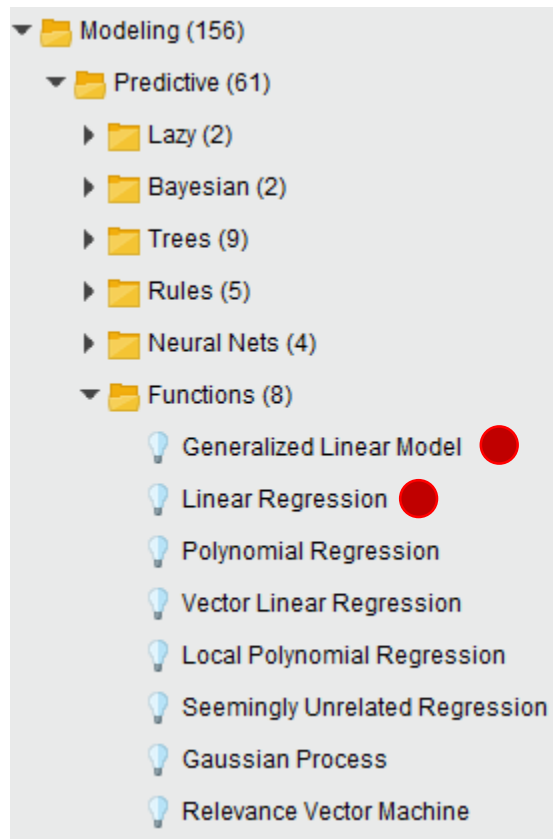 Modeling (156)
Predictive (61)
Lazy (2)
Bayesian (2)
Trees (9)
Rules (5)
Neural Nets (4)
Functions (8)
Generalized Linear Model
Linear Regression
Polynomial Regression
Vector Linear Regression
Local Polynomial Regression
Seemingly Unrelated Regression
Gaussian Process
Relevance Vector Machine